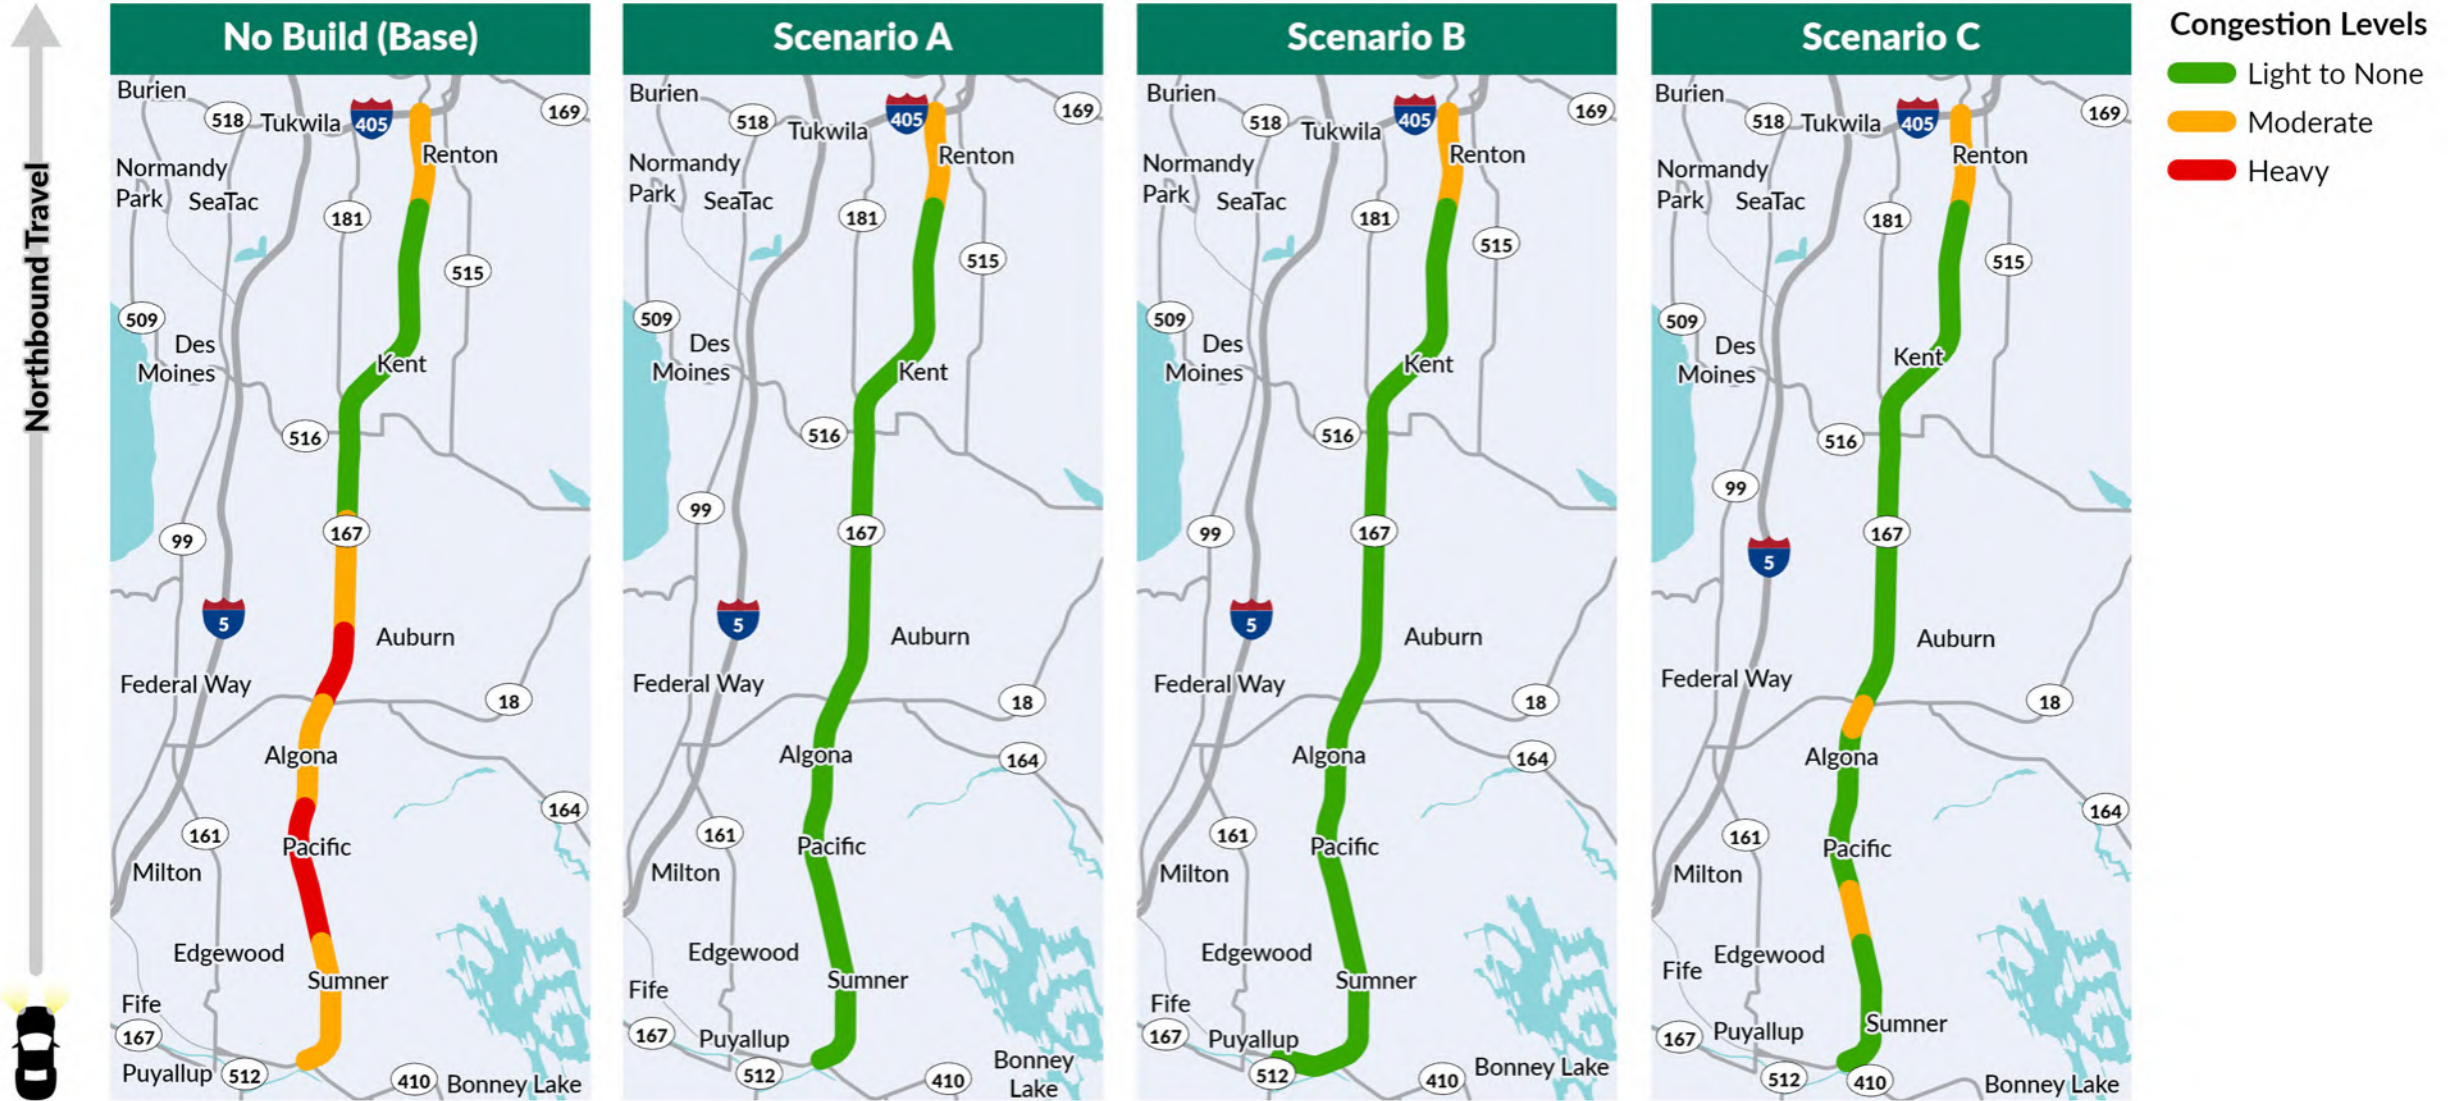 Northbound Travel
No Build (Base)
Burien
518
Tukwila
405
169
Renton
Normandy
Park
SeaTac
181
515
509
Des
Moines
Kent
516
99
167
5
Auburn
Federal Way
18
Algona
164
161
Pacific
Milton
Edgewood
Sumner
Fife
167
Puyallup
512
410
Bonney Lake
Scenario A
Burien
518
Tukwila
405
169
Renton
Normandy
Park
SeaTac
181
515
509
Des
Moines
Kent
516
99
167
5
Auburn
Federal Way
18
Algona
164
161
Pacific
Milton
Edgewood
Sumner
Fife
167
Puyallup
512
410
Bonney
Lake
Scenario B
Burien
518
Tukwila
405
169
Renton
Normandy
Park
SeaTac
181
515
509
Des
Moines
Kent
516
99
167
5
Auburn
Federal Way
18
Algona
164
161
Pacific
Milton
Edgewood
Sumner
Fife
167
Puyallup
512
410
Bonney Lake
Scenario C
Burien
518
Tukwila
405
169
Renton
Normandy
Park
SeaTac
181
515
509
Des
Moines
Kent
516
99
167
5
Auburn
Federal Way
18
Algona
164
161
Pacific
Milton
Edgewood
Fife
Sumner
167
Puyallup
512
410
Bonney Lake
Congestion Levels
Light to None
Moderate
Heavy